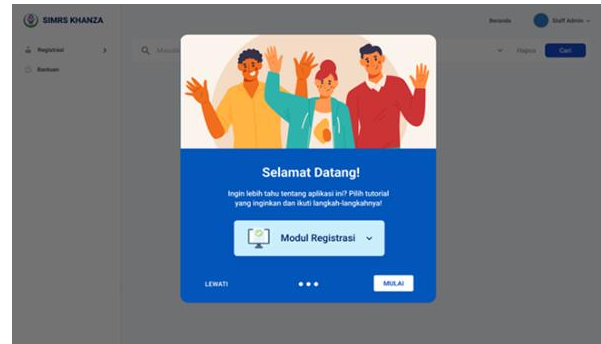 SIMRS KHANZA
Beranda
Staff Admin
Registrasi
Bantuan
Hapus
Cari
Selamat Datang!
Ingin lebih tahu tentang aplikasi ini? Pilih tutorial
yang inginkan dan ikuti langkah-langkahnya!
Modul Registrasi
LEWATI
MULAI